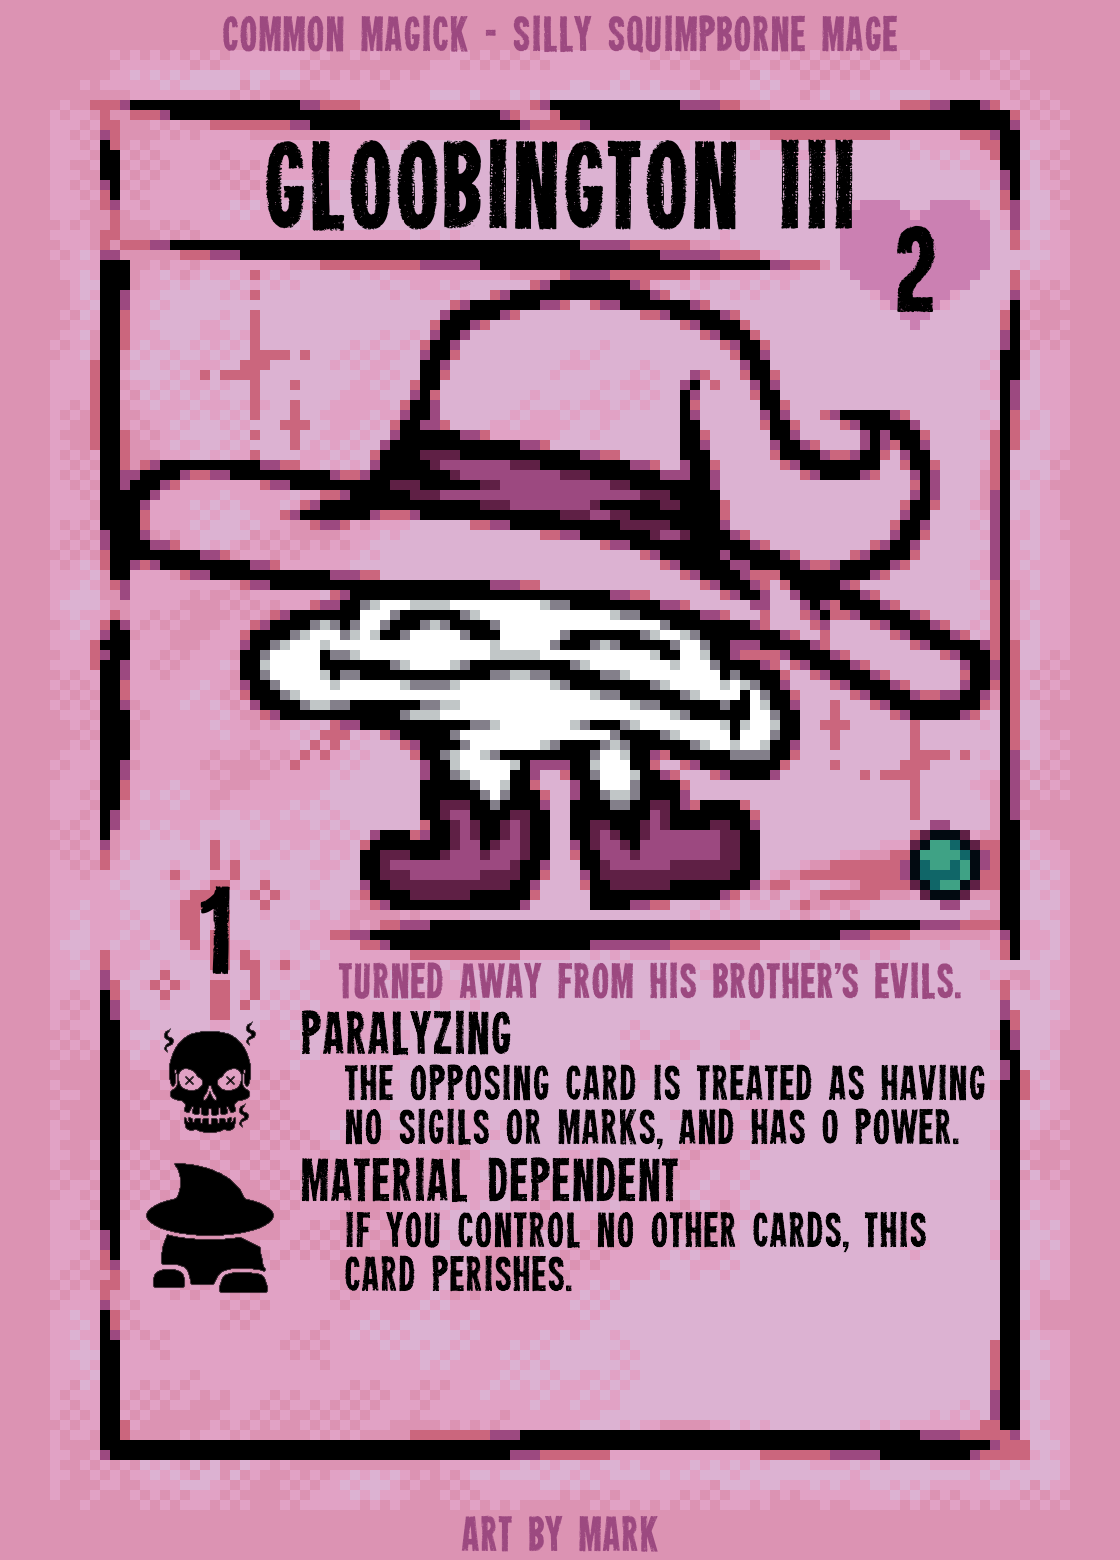 COMMON MAGICK - SILLY SQUIMPBORNE MAGE
GLOOBINGTON III
2
1
TURNED AWAY FROM HIS BROTHER'S EVILS.
PARALYZING
THE OPPOSING CARD IS TREATED AS HAVING
NO SIGILS OR MARKS, AND HAS 0 POWER.
MATERIAL DEPENDENT
IF YOU CONTROL NO OTHER CARDS, THIS
CARD PERISHES.
ART BY MARK